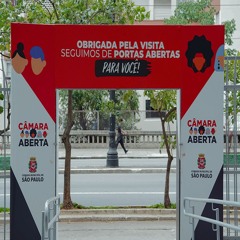 OBRIGADA PELA VISITA
SEGUIMOS DE PORTAS ABERTAS
PARA VOCÊ!
CÂMARA
ABERTA
SÃO PAULO
CÂMARA
ABERTA
SÃO PAULO